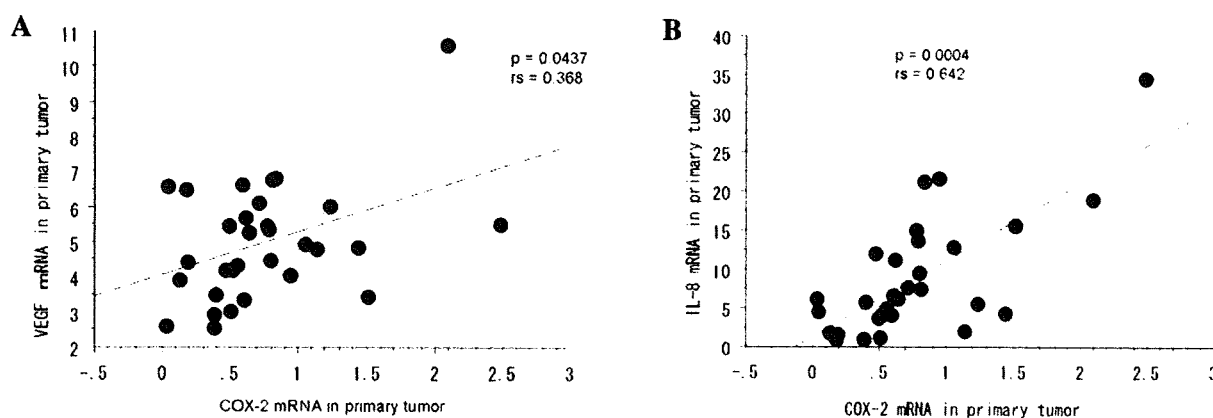 A
11
10
9
8
7
6
5
4
3
2
VEGF mRNA in primary tumor
p = 0.0437
rs = 0.368
-.5 0 .5 1 1.5 2 2.5 3
COX-2 mRNA in primary tumor
B
40
35
30
25
20
15
10
5
0
IL-8 mRNA in primary tumor
p = 0.0004
rs = 0.642
-.5 0 .5 1 1.5 2 2.5 3
COX-2 mRNA in primary tumor